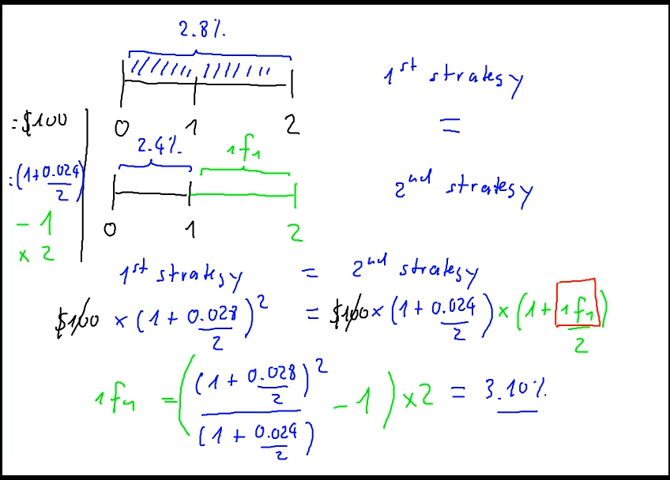 2.8%
1st strategy
0 1 2
=
: $100
2.4% 1f1
: (1 + 0.024/2)
2nd strategy
- 1
0 1 2
x 2
1st strategy = 2nd strategy
$100 x (1 + 0.028/2)^2 = $100 x (1 + 0.024/2) x (1 + 1f1/2)
1f1 = ((1 + 0.028/2)^2 / (1 + 0.024/2) - 1) x 2 = 3.10%